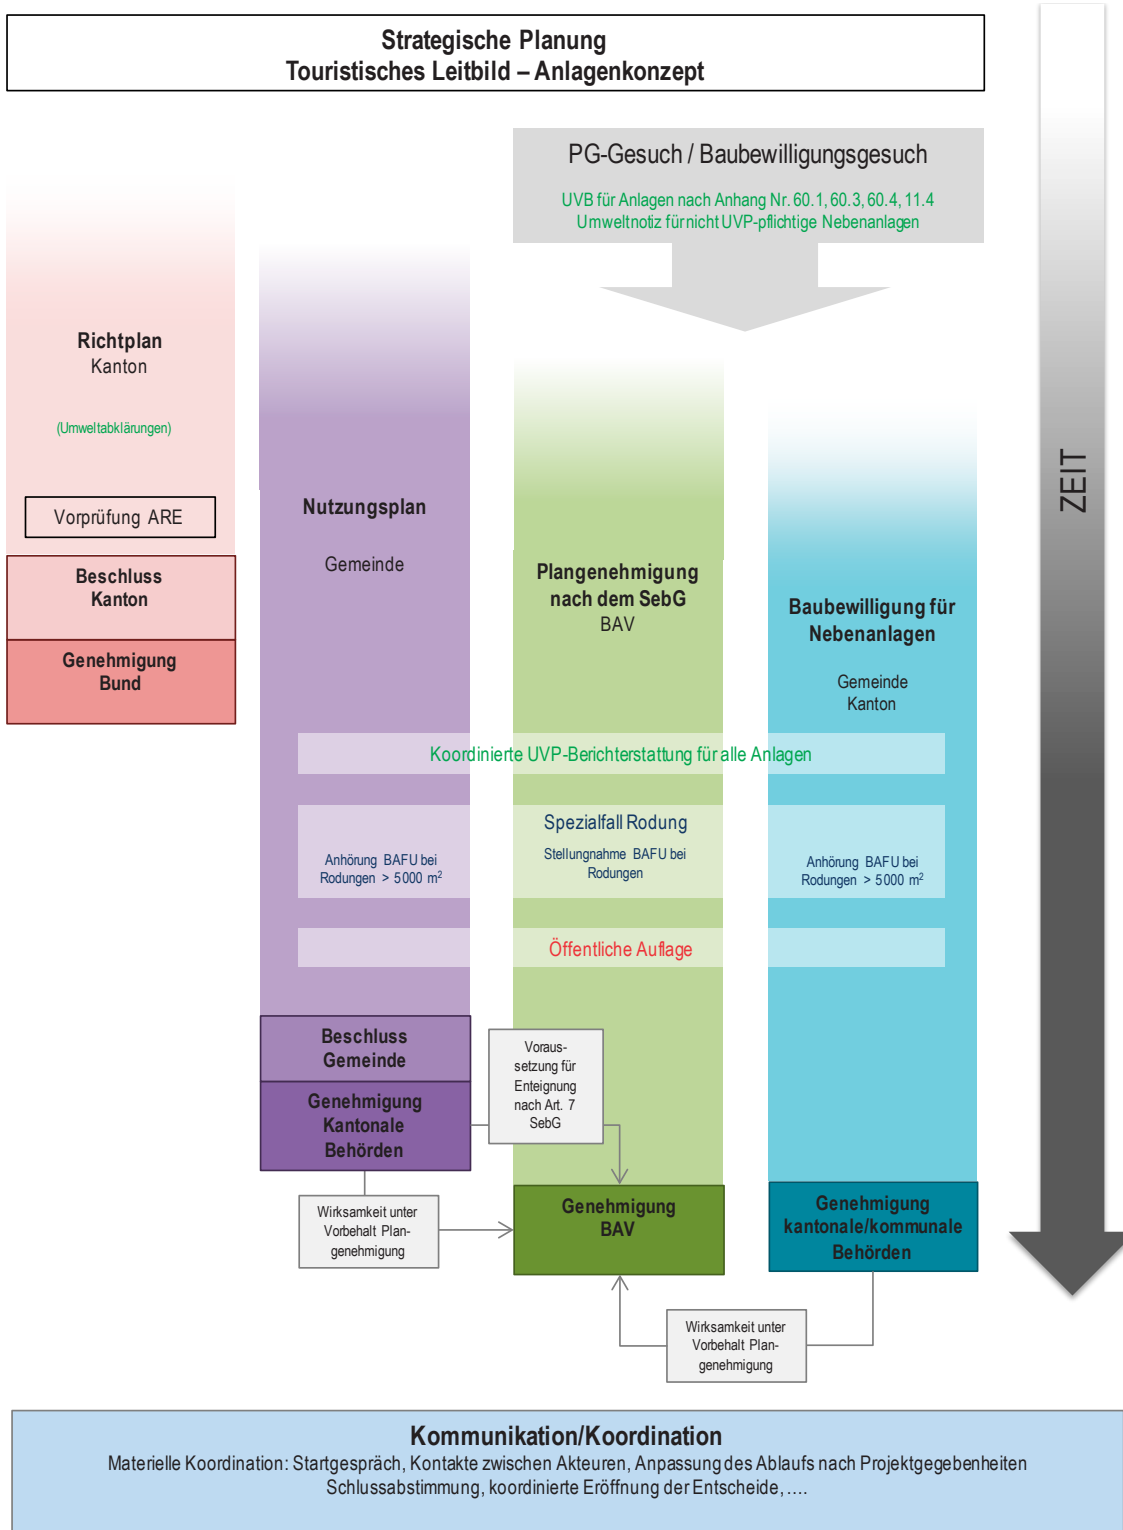 Strategische Planung
Touristisches Leitbild – Anlagenkonzept
PG-Gesuch / Baubewilligungsgesuch
UVB für Anlagen nach Anhang Nr. 60.1, 60.3, 60.4, 11.4
Umweltnotiz für nicht UVP-pflichtige Nebenanlagen
Richtplan
Kanton
(Umweltabklärungen)
Vorprüfung ARE
Beschluss
Kanton
Genehmigung
Bund
Nutzungsplan
Gemeinde
Plangenehmigung
nach dem SebG
BAV
Baubewilligung für
Nebenanlagen
Gemeinde
Kanton
ZEIT
Koordinierte UVP-Berichterstattung für alle Anlagen
Spezialfall Rodung
Anhörung BAFU bei
Rodungen > 5000 m²
Stellungnahme BAFU bei
Rodungen
Anhörung BAFU bei
Rodungen > 5000 m²
Öffentliche Auflage
Beschluss
Gemeinde
Genehmigung
Kantonale
Behörden
Voraus-
setzung für
Enteignung
nach Art. 7
SebG
Wirksamkeit unter
Vorbehalt Plan-
genehmigung
Genehmigung
BAV
Genehmigung
kantonale/kommunale
Behörden
Wirksamkeit unter
Vorbehalt Plan-
genehmigung
Kommunikation/Koordination
Materielle Koordination: Startgespräch, Kontakte zwischen Akteuren, Anpassung des Ablaufs nach Projektgegebenheiten
Schlussabstimmung, koordinierte Eröffnung der Entscheide, ….